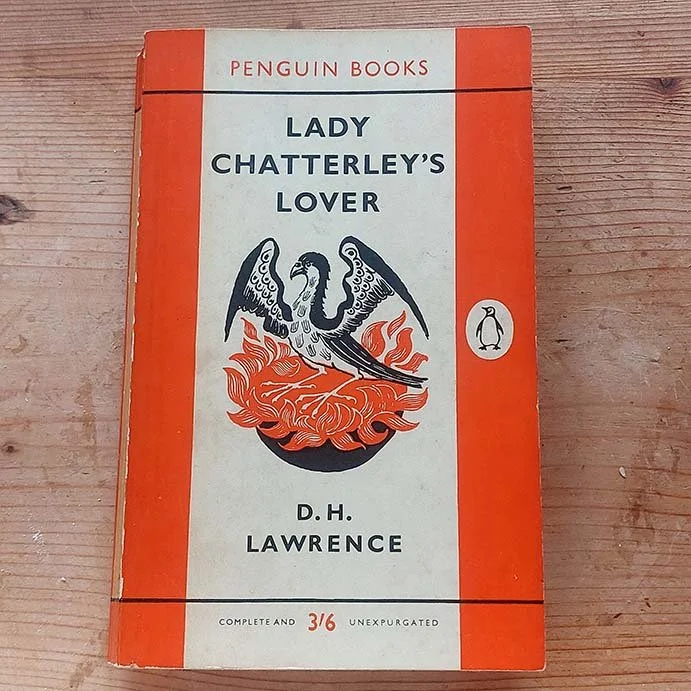 PENGUIN BOOKS
LADY
CHATTERLEY'S
LOVER
D. H.
LAWRENCE
COMPLETE AND 3/6 UNEXPURGATED